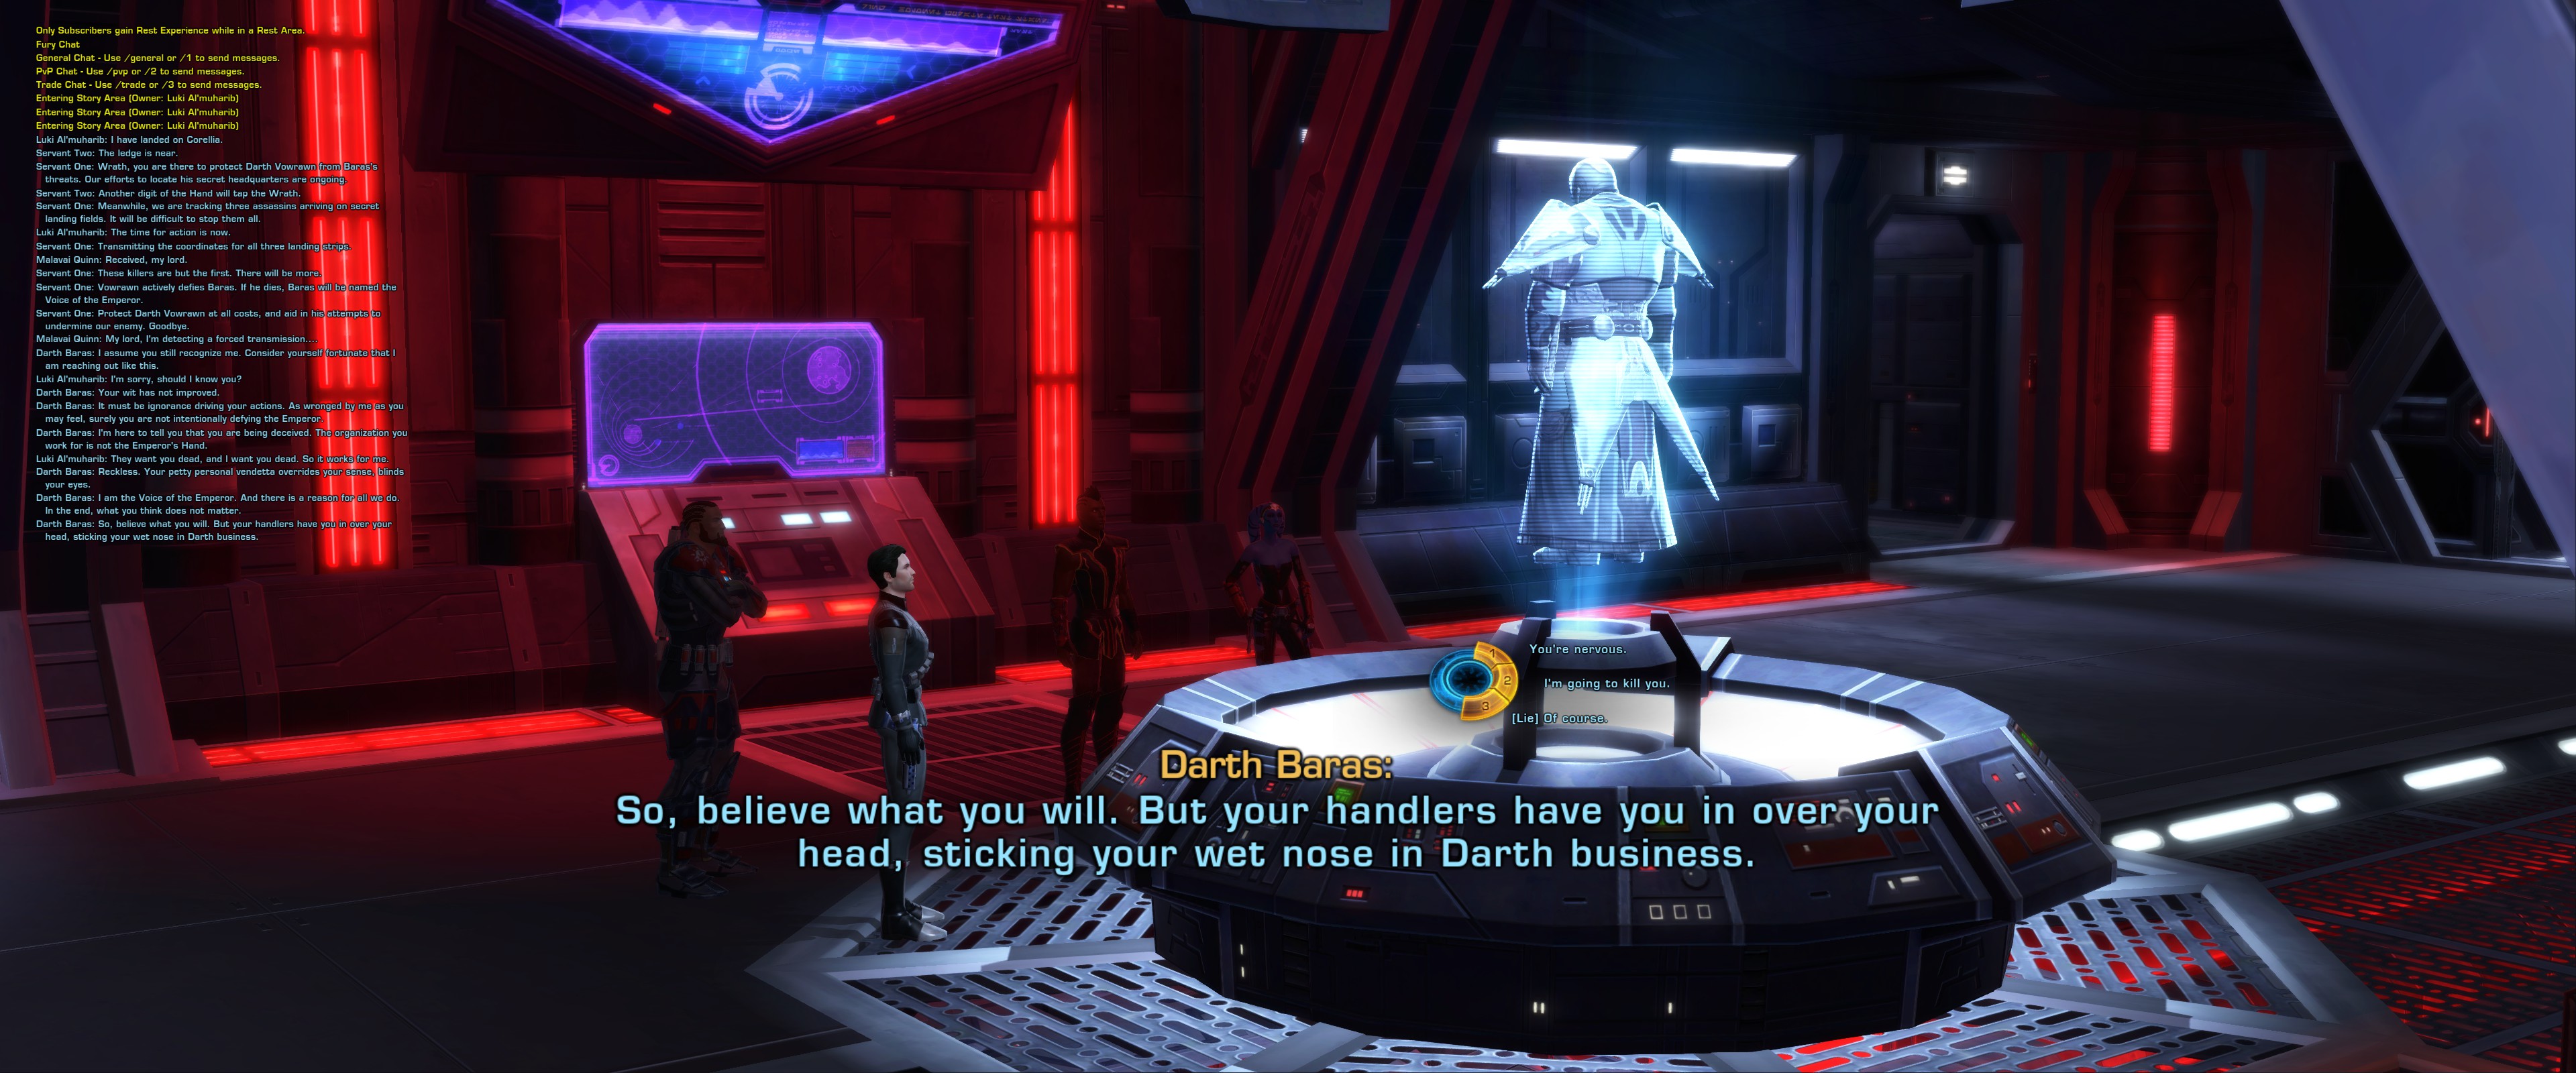 Only Subscribers gain Rest Experience while in a Rest Area.
Fury Chat
General Chat - Use /general or /1 to send messages.
PvP Chat - Use /pvp or /2 to send messages.
Trade Chat - Use /trade or /3 to send messages.
Entering Story Area (Owner: Luki Al'muharib)
Entering Story Area (Owner: Luki Al'muharib)
Entering Story Area (Owner: Luki Al'muharib)
Luki Al'muharib: I have landed on Corellia.
Servant Two: The ledge is near.
Servant One: Wrath, you are there to protect Darth Vowrawn from Baras's
threats. Our efforts to locate his secret headquarters are ongoing.
Servant Two: Another digit of the Hand will tap the Wrath.
Servant One: Meanwhile, we are tracking three assassins arriving on secret
landing fields. It will be difficult to stop them all.
Luki Al'muharib: The time for action is now.
Servant One: Transmitting the coordinates for all three landing strips.
Malavai Quinn: Received, my lord.
Servant One: These killers are but the first. There will be more.
Servant One: Vowrawn actively defies Baras. If he dies, Baras will be named the
Voice of the Emperor.
Servant One: Protect Darth Vowrawn at all costs, and aid in his attempts to
undermine our enemy. Goodbye.
Malavai Quinn: My lord, I'm detecting a forced transmission....
Darth Baras: I assume you still recognize me. Consider yourself fortunate that I
am reaching out like this.
Luki Al'muharib: I'm sorry, should I know you?
Darth Baras: Your wit has not improved.
Darth Baras: It must be ignorance driving your actions. As wronged by me as you
may feel, surely you are not intentionally defying the Emperor.
Darth Baras: I'm here to tell you that you are being deceived. The organization you
work for is not the Emperor's Hand.
Luki Al'muharib: They want you dead, and I want you dead. So it works for me.
Darth Baras: Reckless. Your petty personal vendetta overrides your sense, blinds
your eyes.
Darth Baras: I am the Voice of the Emperor. And there is a reason for all we do.
In the end, what you think does not matter.
Darth Baras: So, believe what you will. But your handlers have you in over your
head, sticking your wet nose in Darth business.
1 You're nervous.
2 I'm going to kill you.
3 [Lie] Of course.
Darth Baras:
So, believe what you will. But your handlers have you in over your
head, sticking your wet nose in Darth business.